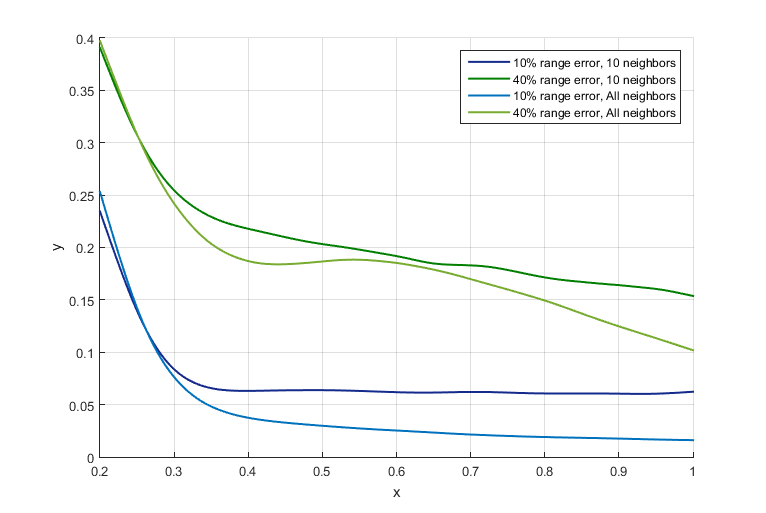 0.4
0.35
0.3
0.25
0.2
0.15
0.1
0.05
0
y
10% range error, 10 neighbors
40% range error, 10 neighbors
10% range error, All neighbors
40% range error, All neighbors
0.2 0.3 0.4 0.5 0.6 0.7 0.8 0.9 1
x